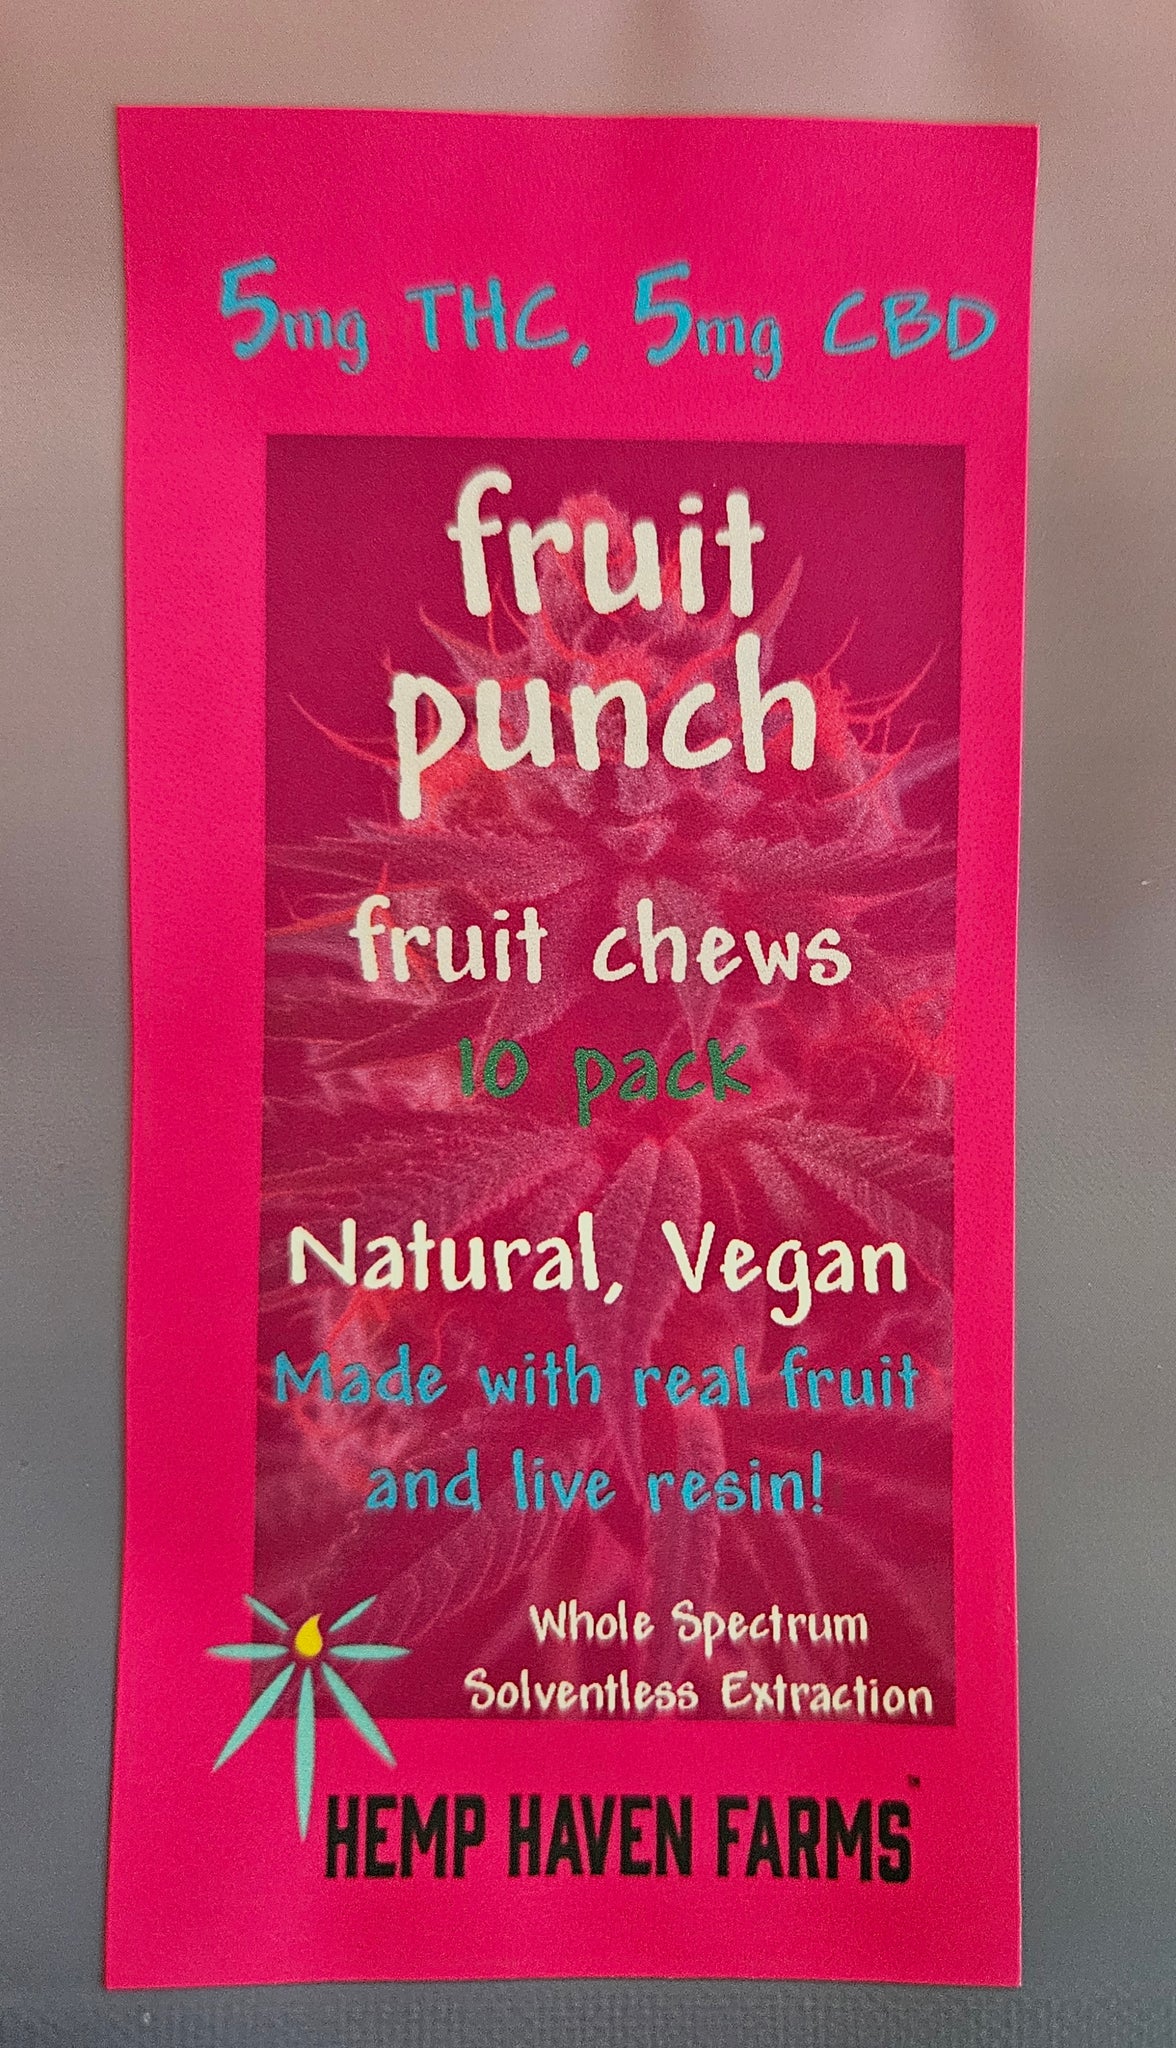 5mg THC, 5mg CBD
fruit
punch
fruit chews
10 pack
Natural, Vegan
Made with real fruit
and live resin!
Whole Spectrum
Solventless Extraction
HEMP HAVEN FARMS™